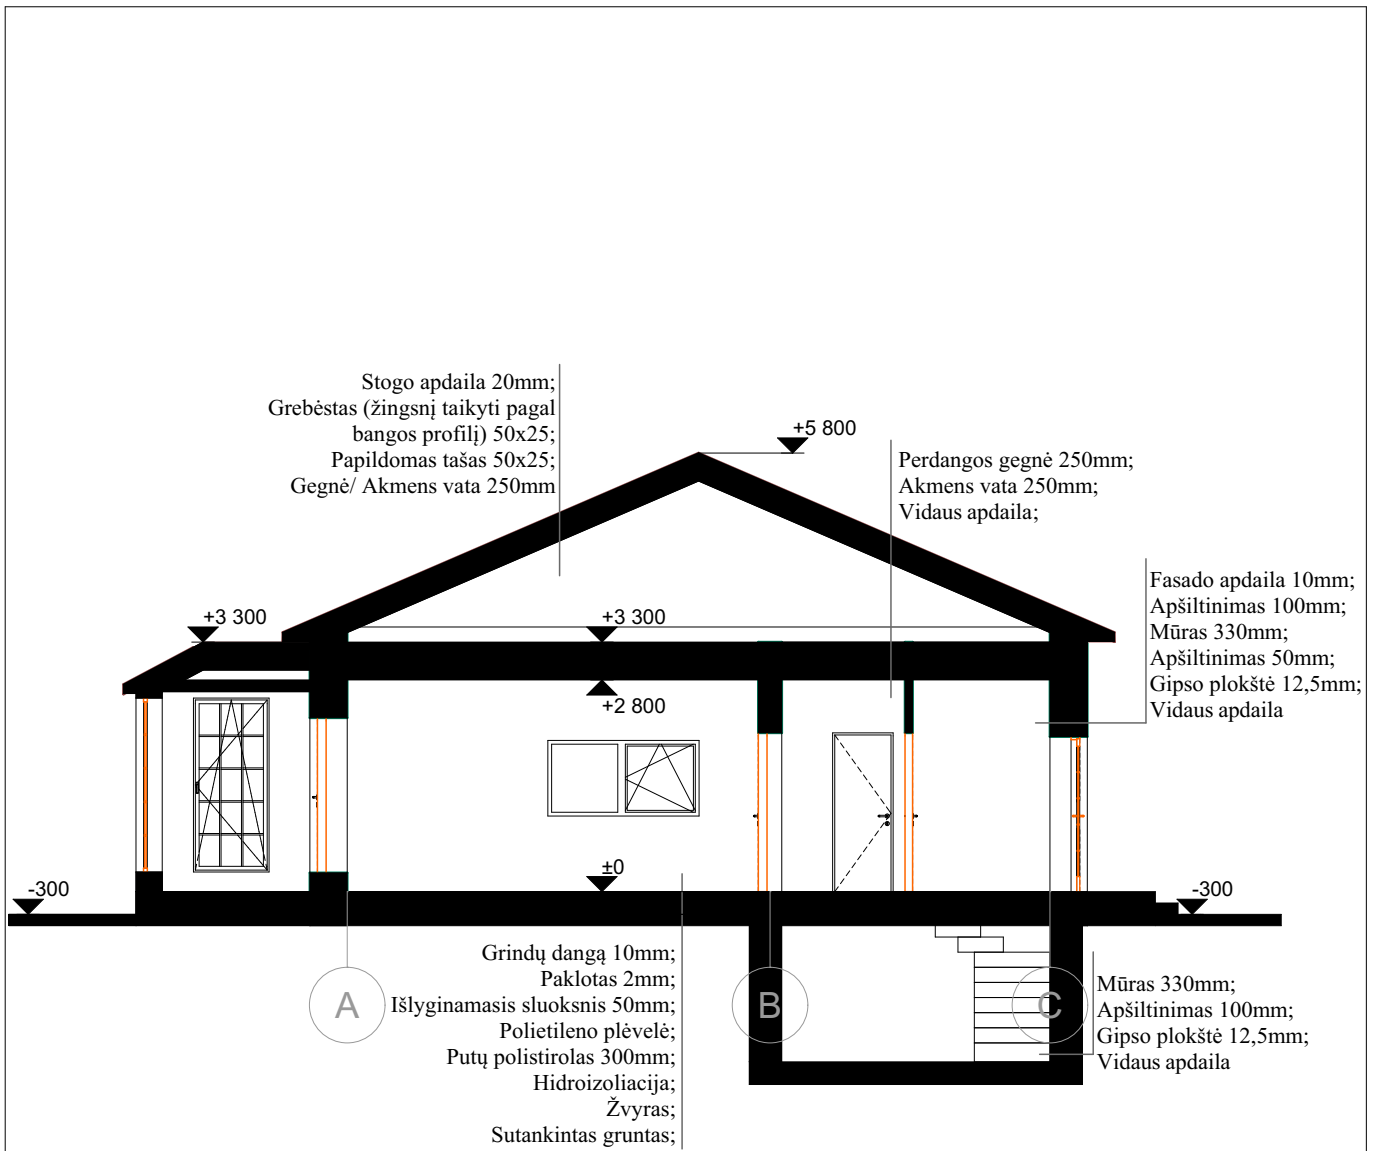 Stogo apdaila 20mm;
Grebėstas (žingsnį taikyti pagal
bangos profilį) 50x25;
Papildomas tašas 50x25;
Gegnė/ Akmens vata 250mm
+5 800
Perdangos gegnė 250mm;
Akmens vata 250mm;
Vidaus apdaila;
Fasado apdaila 10mm;
Apšiltinimas 100mm;
Mūras 330mm;
Apšiltinimas 50mm;
Gipso plokštė 12,5mm;
Vidaus apdaila
+3 300
+3 300
+2 800
±0
-300
-300
Grindų dangą 10mm;
Paklotas 2mm;
Išlyginamasis sluoksnis 50mm;
Polietileno plėvelė;
Putų polistirolas 300mm;
Hidroizoliacija;
Žvyras;
Sutankintas gruntas;
A
B
C
Mūras 330mm;
Apšiltinimas 100mm;
Gipso plokštė 12,5mm;
Vidaus apdaila